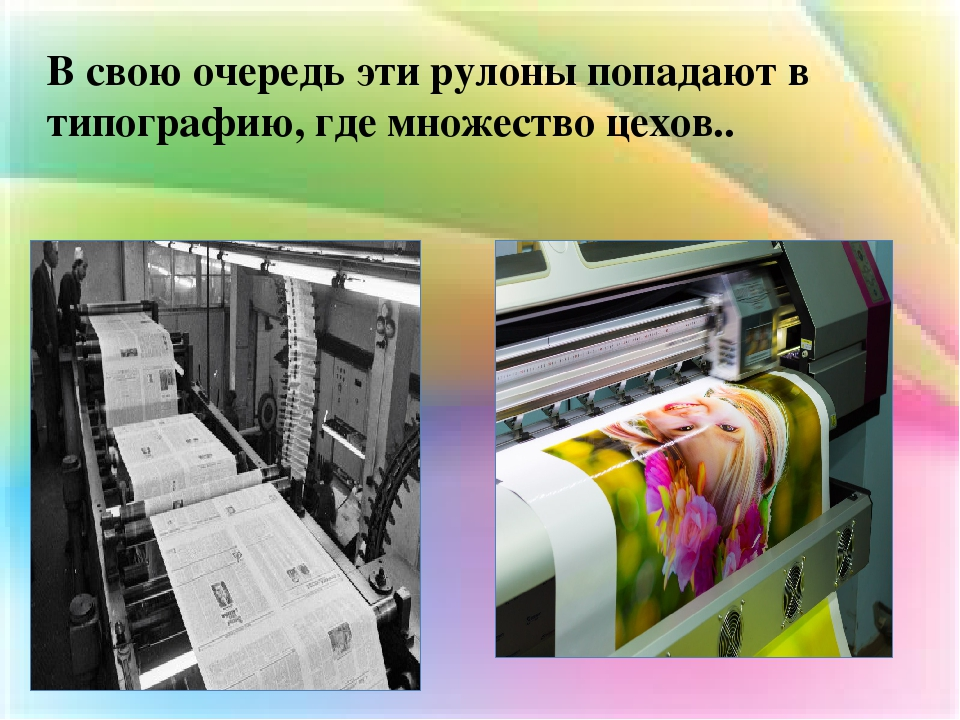 В свою очередь эти рулоны попадают в
типографию, где множество цехов..